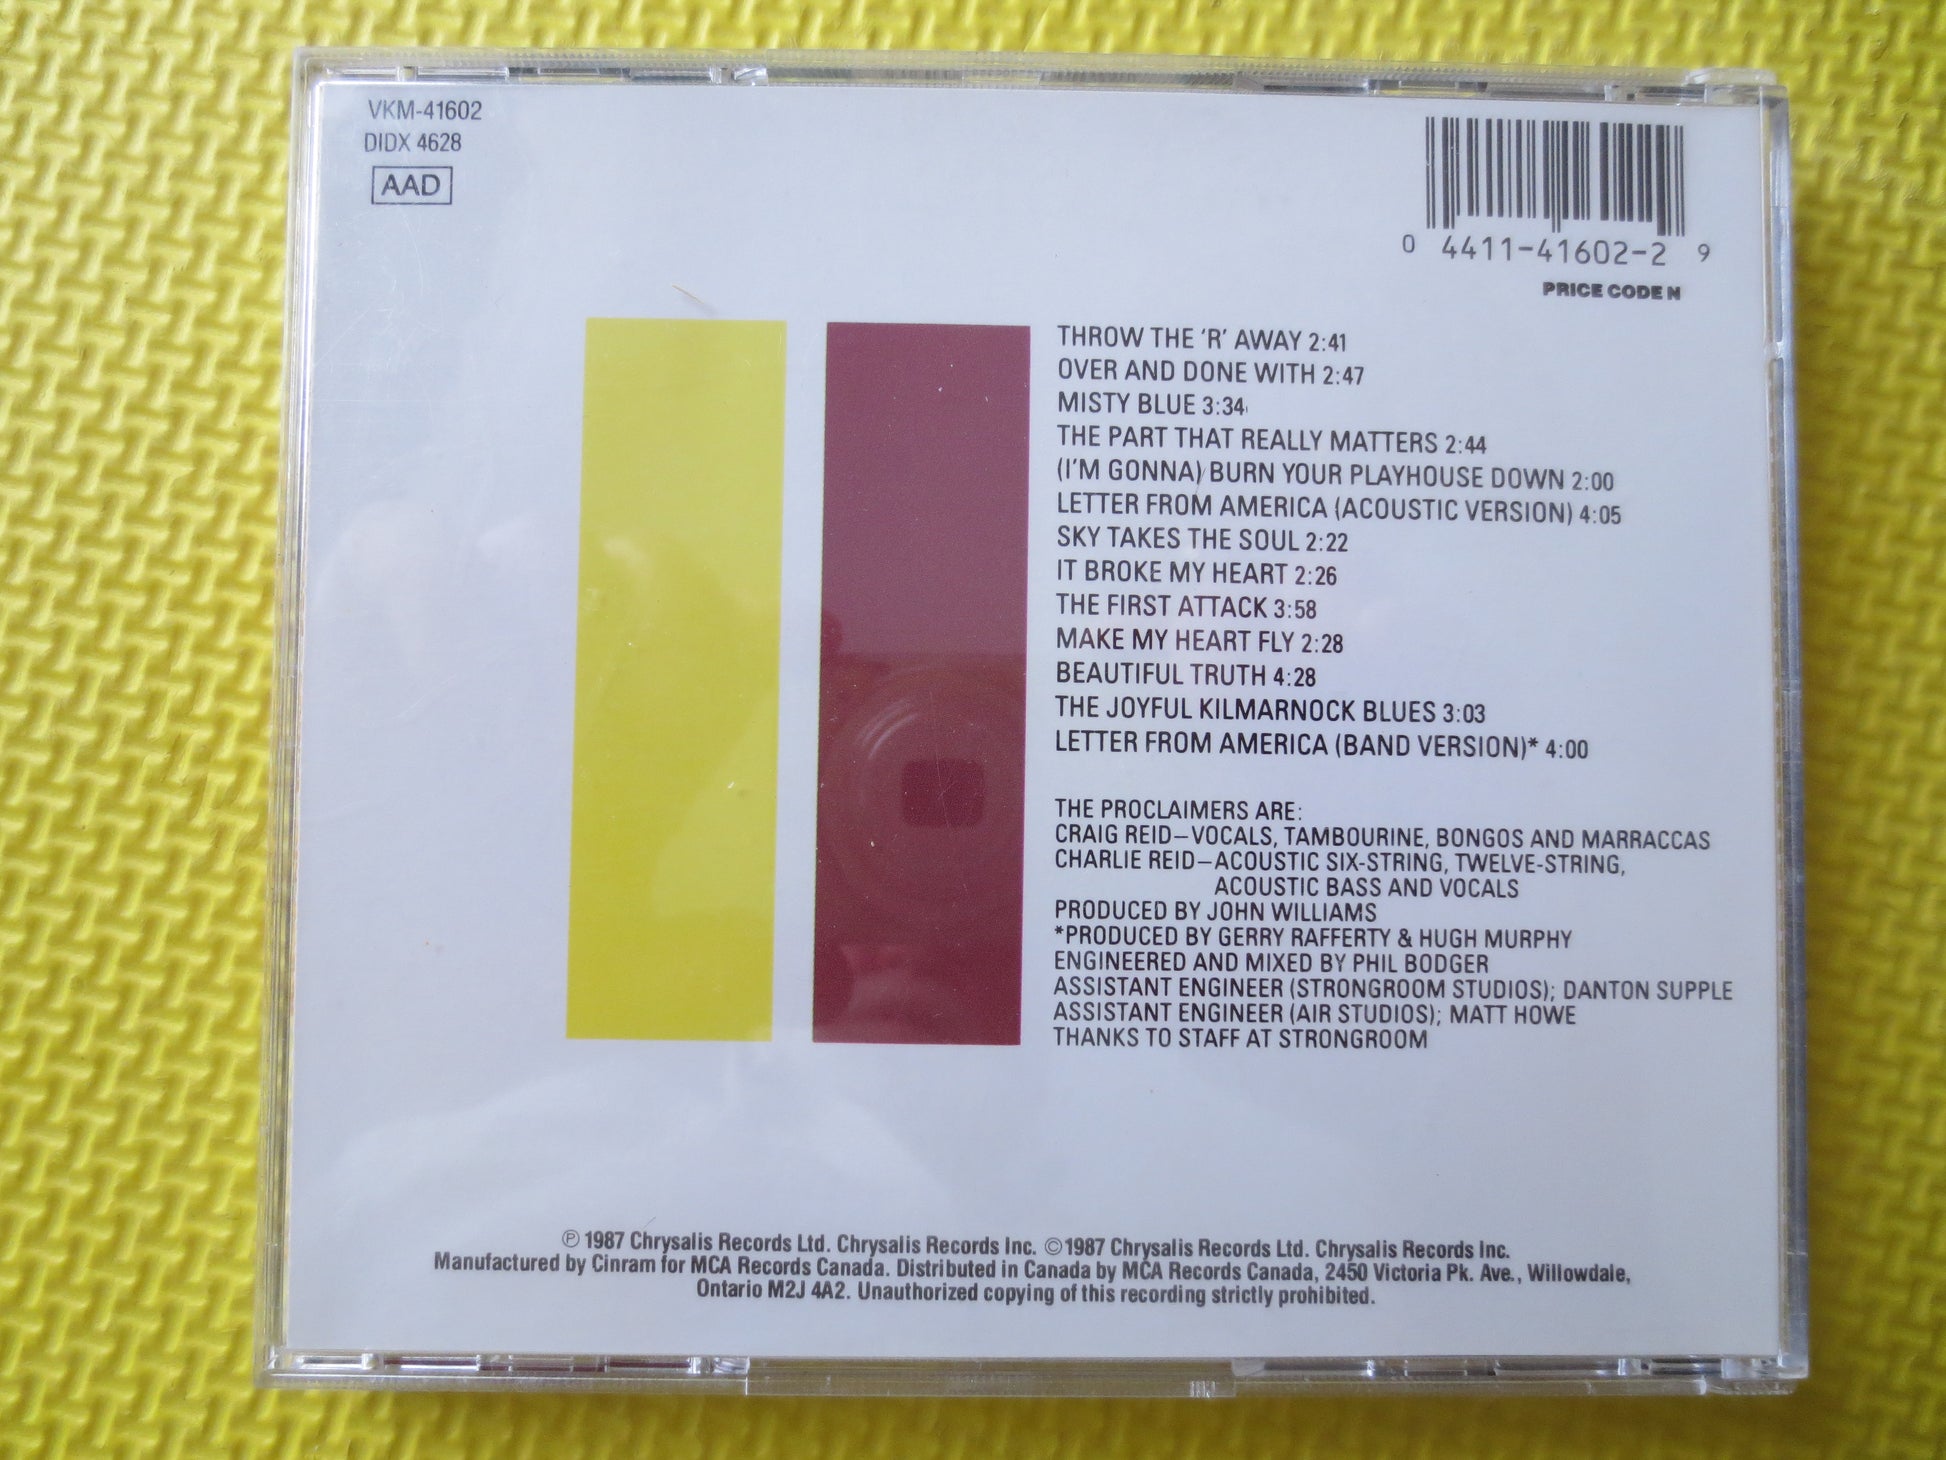 VKM-41602
DIDX 4628
AAD
0 4411-41602-2 9
PRICE CODE N
THROW THE ‘R’ AWAY 2:41
OVER AND DONE WITH 2:47
MISTY BLUE 3:34
THE PART THAT REALLY MATTERS 2:44
(I'M GONNA) BURN YOUR PLAYHOUSE DOWN 2:00
LETTER FROM AMERICA (ACOUSTIC VERSION) 4:05
SKY TAKES THE SOUL 2:22
IT BROKE MY HEART 2:26
THE FIRST ATTACK 3:58
MAKE MY HEART FLY 2:28
BEAUTIFUL TRUTH 4:28
THE JOYFUL KILMARNOCK BLUES 3:03
LETTER FROM AMERICA (BAND VERSION)* 4:00
THE PROCLAIMERS ARE:
CRAIG REID–VOCALS, TAMBOURINE, BONGOS AND MARRACCAS
CHARLIE REID–ACOUSTIC SIX-STRING, TWELVE-STRING,
ACOUSTIC BASS AND VOCALS
PRODUCED BY JOHN WILLIAMS
*PRODUCED BY GERRY RAFFERTY & HUGH MURPHY
ENGINEERED AND MIXED BY PHIL BODGER
ASSISTANT ENGINEER (STRONGROOM STUDIOS); DANTON SUPPLE
ASSISTANT ENGINEER (AIR STUDIOS); MATT HOWE
THANKS TO STAFF AT STRONGROOM
℗ 1987 Chrysalis Records Ltd. Chrysalis Records Inc. ©1987 Chrysalis Records Ltd. Chrysalis Records Inc.
Manufactured by Cinram for MCA Records Canada. Distributed in Canada by MCA Records Canada, 2450 Victoria Pk. Ave., Willowdale,
Ontario M2J 4A2. Unauthorized copying of this recording strictly prohibited.